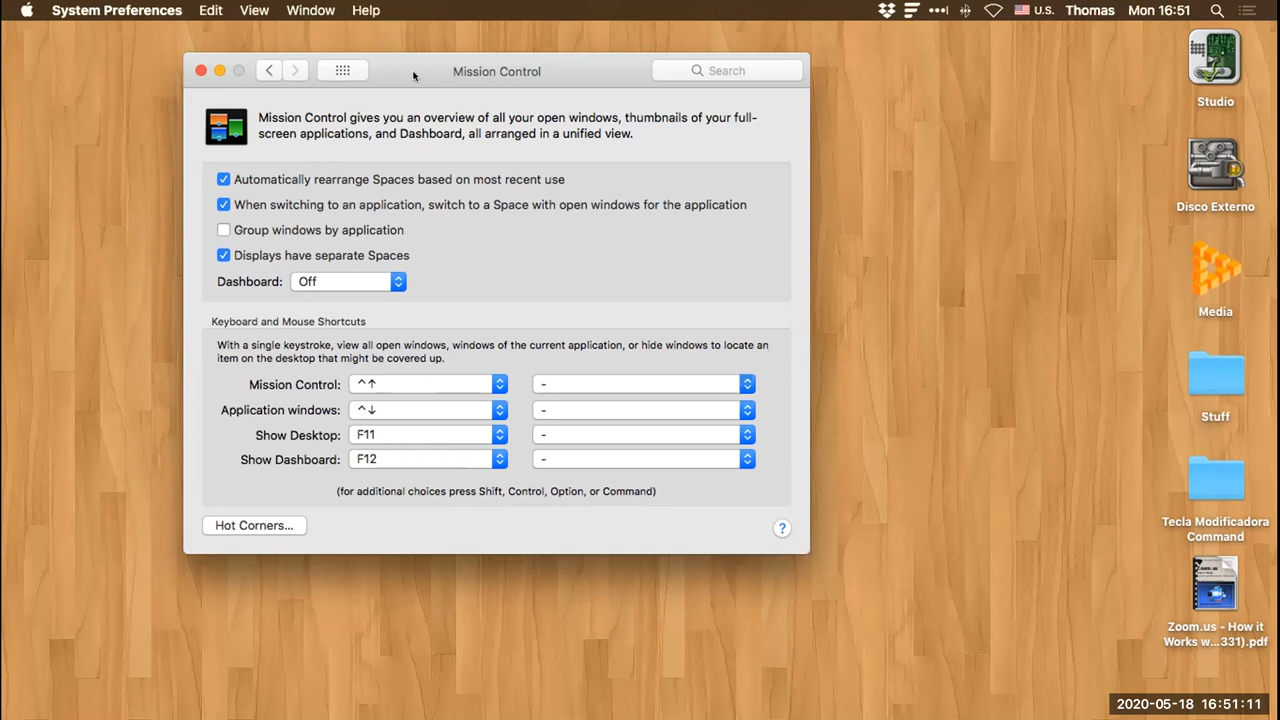 System Preferences Edit View Window Help U.S. Thomas Mon 16:51
Mission Control
Search
Mission Control gives you an overview of all your open windows, thumbnails of your full-
screen applications, and Dashboard, all arranged in a unified view.
Automatically rearrange Spaces based on most recent use
When switching to an application, switch to a Space with open windows for the application
Group windows by application
Displays have separate Spaces
Dashboard: Off
Keyboard and Mouse Shortcuts
With a single keystroke, view all open windows, windows of the current application, or hide windows to locate an
item on the desktop that might be covered up.
Mission Control: ^↑ -
Application windows: ^↓ -
Show Desktop: F11 -
Show Dashboard: F12 -
(for additional choices press Shift, Control, Option, or Command)
Hot Corners... ?
Studio
Disco Externo
Media
Stuff
Tecla Modificadora
Command
Zoom.us - How it
Works w...331).pdf
2020-05-18 16:51:11